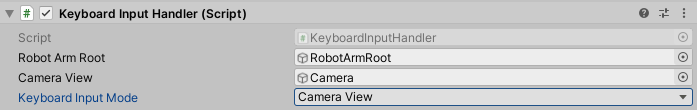 Keyboard Input Handler (Script)
Script KeyboardInputHandler
Robot Arm Root RobotArmRoot
Camera View Camera
Keyboard Input Mode Camera View